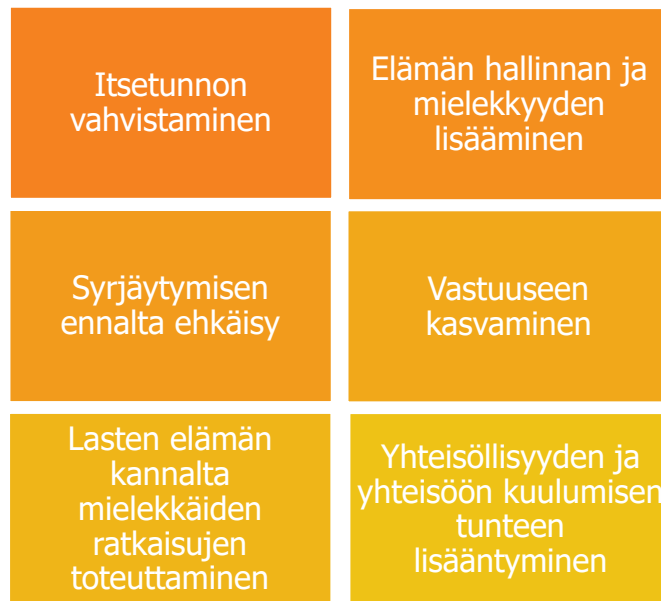 Itsetunnon
vahvistaminen
Elämän hallinnan ja
mielekkyyden
lisääminen
Syrjäytymisen
ennalta ehkäisy
Vastuuseen
kasvaminen
Lasten elämän
kannalta
mielekkäiden
ratkaisujen
toteuttaminen
Yhteisöllisyyden ja
yhteisöön kuulumisen
tunteen
lisääntyminen